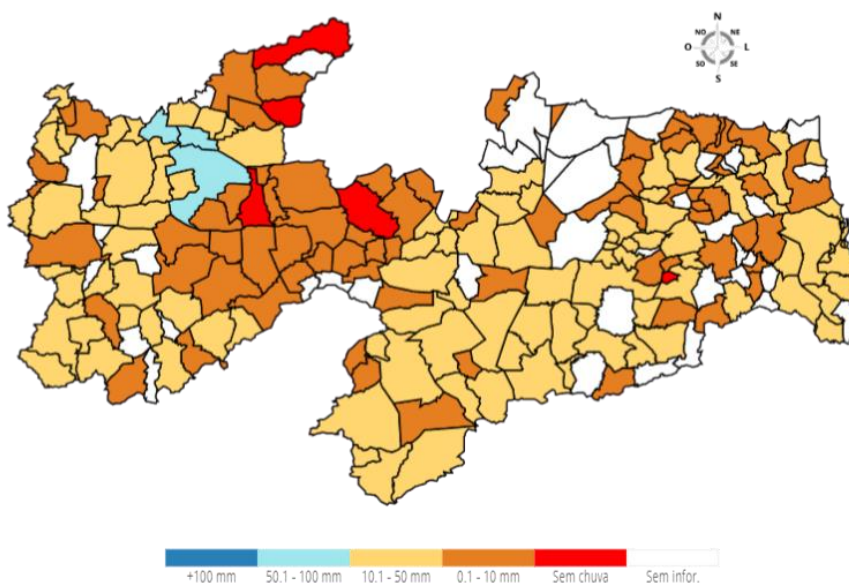 N
NO NE
O L
SO SE
S
+100 mm 50.1 - 100 mm 10.1 - 50 mm 0.1 - 10 mm Sem chuva Sem infor.